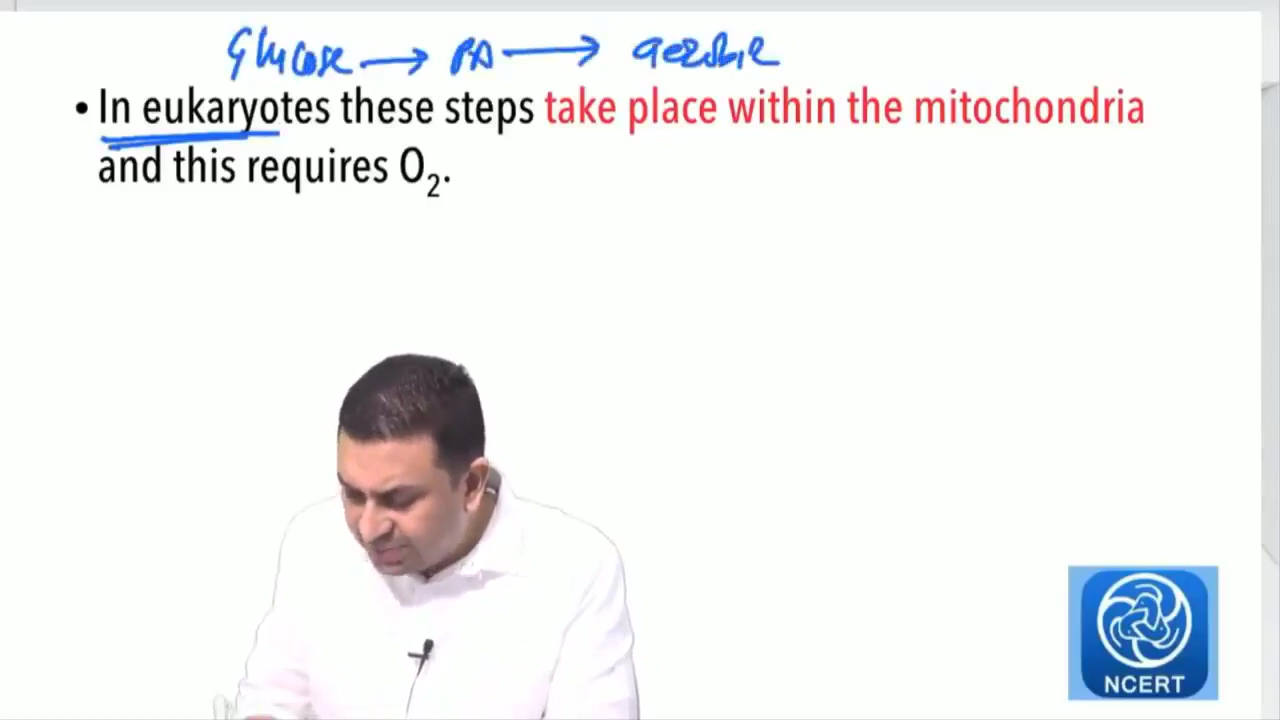 Glucose → PA → aerobic
• In eukaryotes these steps take place within the mitochondria
and this requires O₂.
NCERT